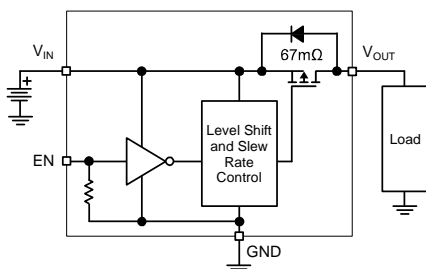 67mΩ
V_IN
V_OUT
+
Level Shift
and Slew
Rate
Control
Load
EN
GND